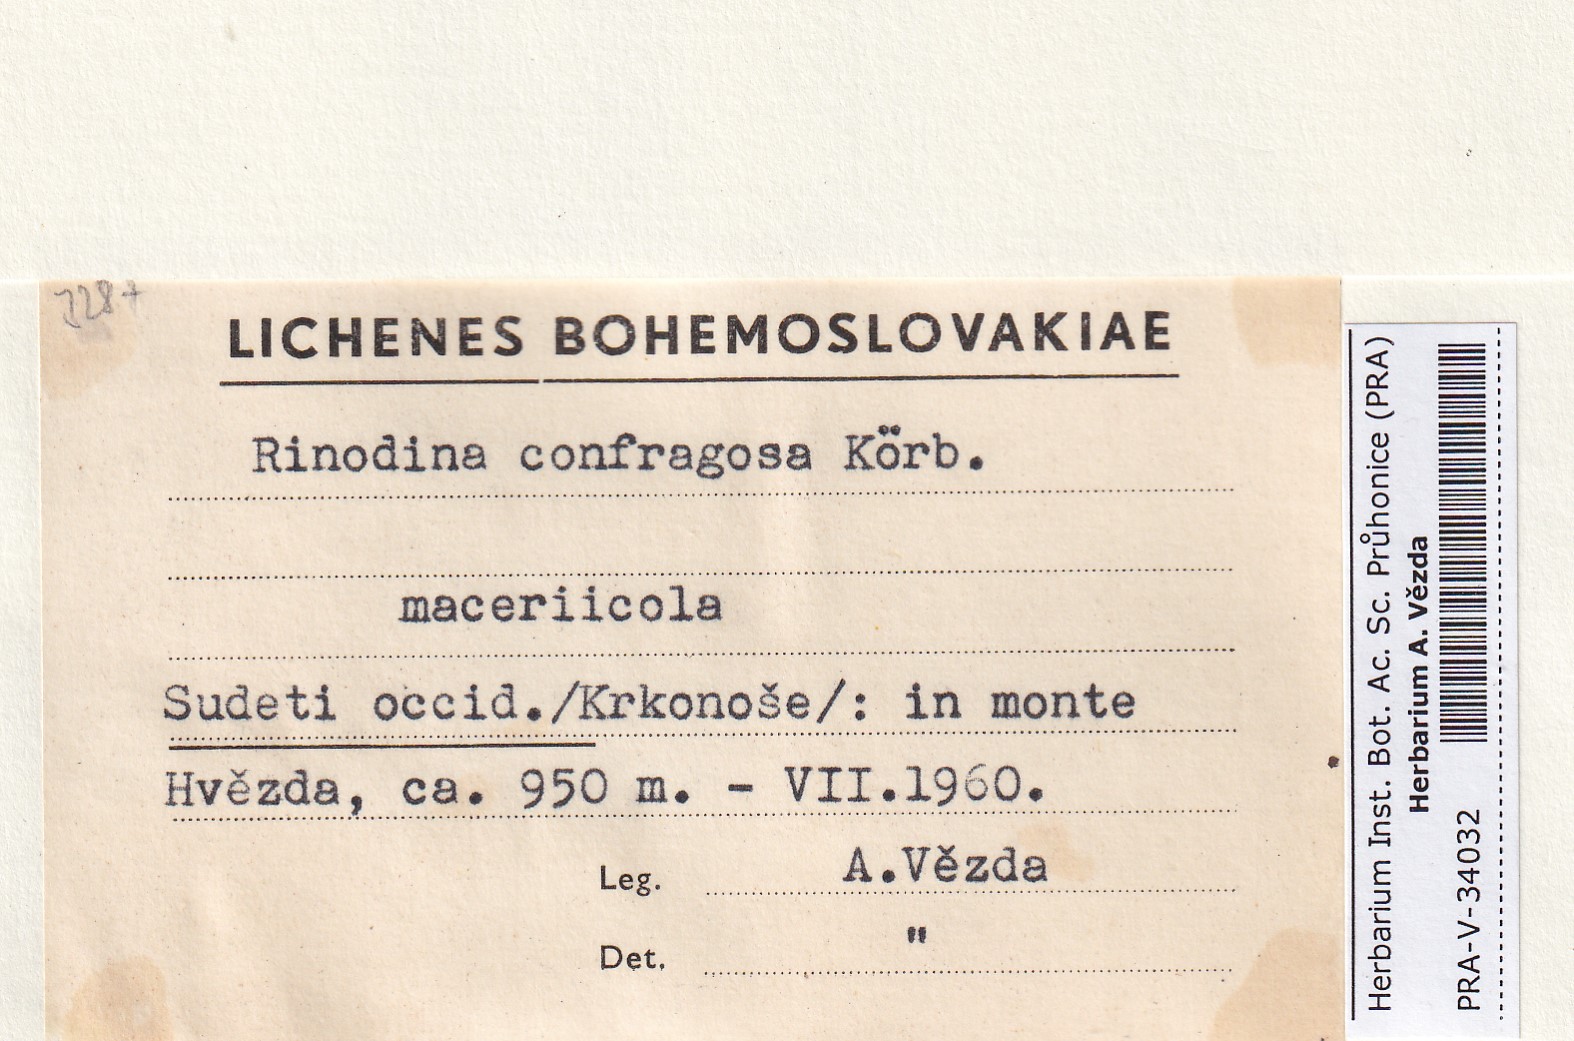 LICHENES BOHEMOSLOVAKIAE
Rinodina confragosa Körb.
maceriicola
Sudeti occid./Krkonoše/: in monte
Hvězda, ca. 950 m. - VII.1960.
Leg. A.Vězda
Det. "
Herbarium Inst. Bot. Ac. Sc. Průhonice (PRA)
Herbarium A. Vězda
PRA-V-34032